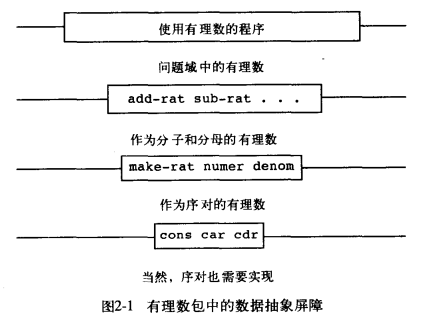 使用有理数的程序
问题域中的有理数
add-rat sub-rat . . .
作为分子和分母的有理数
make-rat numer denom
作为序对的有理数
cons car cdr
当然，序对也需要实现
图2-1 有理数包中的数据抽象屏障